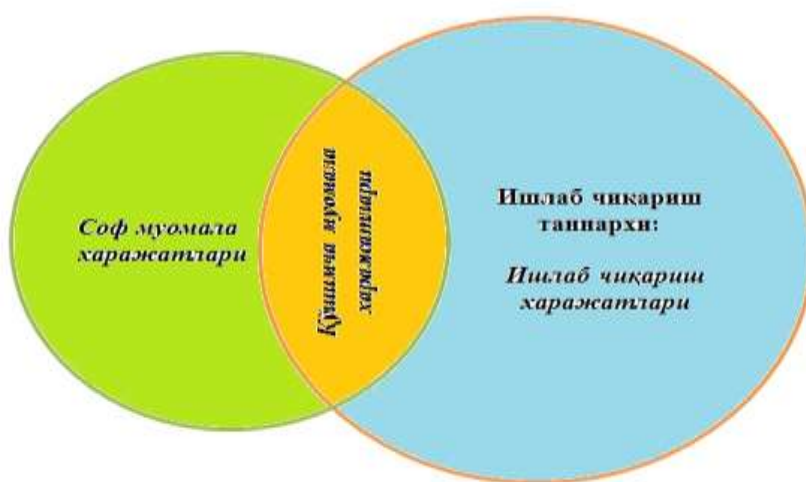 Соф муомала
харажатлари
Қўшимча муомала
харажатлари
Ишлаб чиқариш
таннархи:
Ишлаб чиқариш
харажатлари